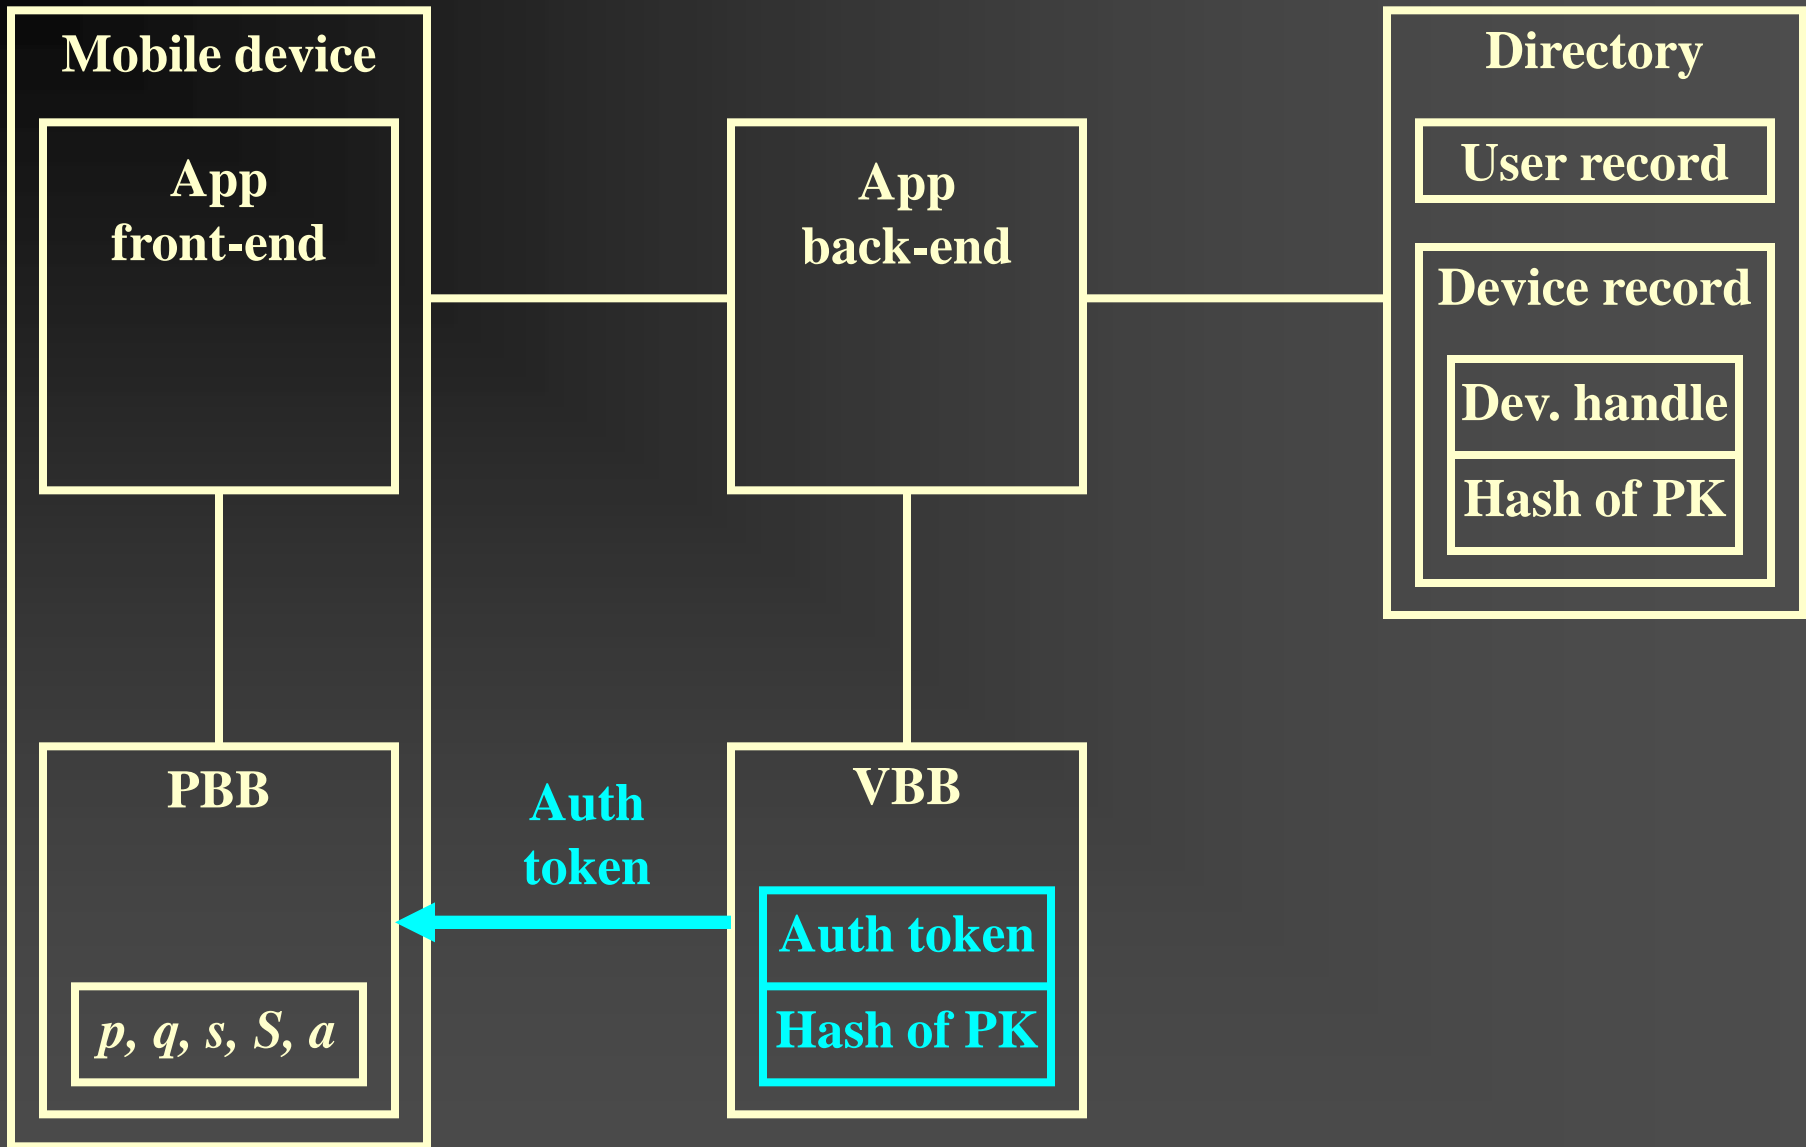 Mobile device
App
front-end
PBB
p, q, s, S, a
Auth
token
App
back-end
VBB
Auth token
Hash of PK
Directory
User record
Device record
Dev. handle
Hash of PK